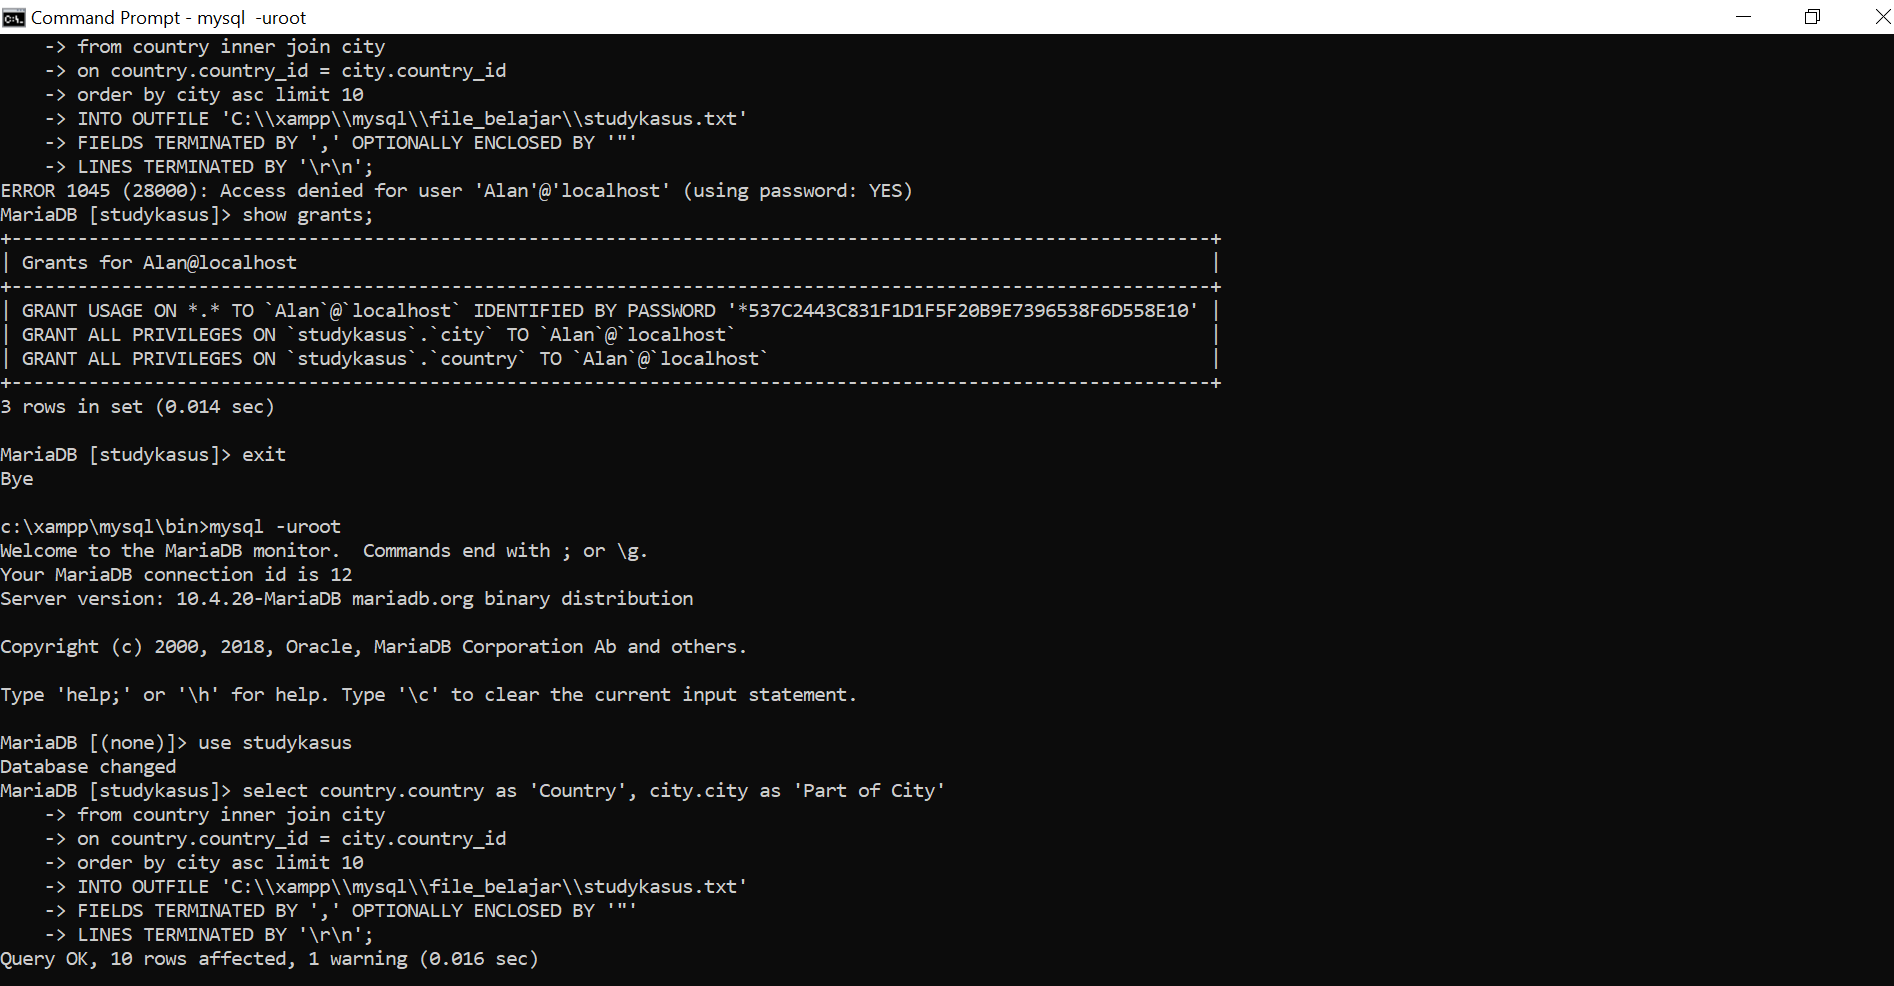 Command Prompt - mysql  -uroot
    -> from country inner join city
    -> on country.country_id = city.country_id
    -> order by city asc limit 10
    -> INTO OUTFILE 'C:\\xampp\\mysql\\file_belajar\\studykasus.txt'
    -> FIELDS TERMINATED BY ',' OPTIONALLY ENCLOSED BY '"'
    -> LINES TERMINATED BY '\r\n';
ERROR 1045 (28000): Access denied for user 'Alan'@'localhost' (using password: YES)
MariaDB [studykasus]> show grants;
+-------------------------------------------------------------------------------------------------------------+
| Grants for Alan@localhost                                                                                   |
+-------------------------------------------------------------------------------------------------------------+
| GRANT USAGE ON *.* TO `Alan`@`localhost` IDENTIFIED BY PASSWORD '*537C2443C831F1D1F5F20B9E7396538F6D558E10' |
| GRANT ALL PRIVILEGES ON `studykasus`.`city` TO `Alan`@`localhost`                                           |
| GRANT ALL PRIVILEGES ON `studykasus`.`country` TO `Alan`@`localhost`                                        |
+-------------------------------------------------------------------------------------------------------------+
3 rows in set (0.014 sec)

MariaDB [studykasus]> exit
Bye

c:\xampp\mysql\bin>mysql -uroot
Welcome to the MariaDB monitor.  Commands end with ; or \g.
Your MariaDB connection id is 12
Server version: 10.4.20-MariaDB mariadb.org binary distribution

Copyright (c) 2000, 2018, Oracle, MariaDB Corporation Ab and others.

Type 'help;' or '\h' for help. Type '\c' to clear the current input statement.

MariaDB [(none)]> use studykasus
Database changed
MariaDB [studykasus]> select country.country as 'Country', city.city as 'Part of City'
    -> from country inner join city
    -> on country.country_id = city.country_id
    -> order by city asc limit 10
    -> INTO OUTFILE 'C:\\xampp\\mysql\\file_belajar\\studykasus.txt'
    -> FIELDS TERMINATED BY ',' OPTIONALLY ENCLOSED BY '"'
    -> LINES TERMINATED BY '\r\n';
Query OK, 10 rows affected, 1 warning (0.016 sec)